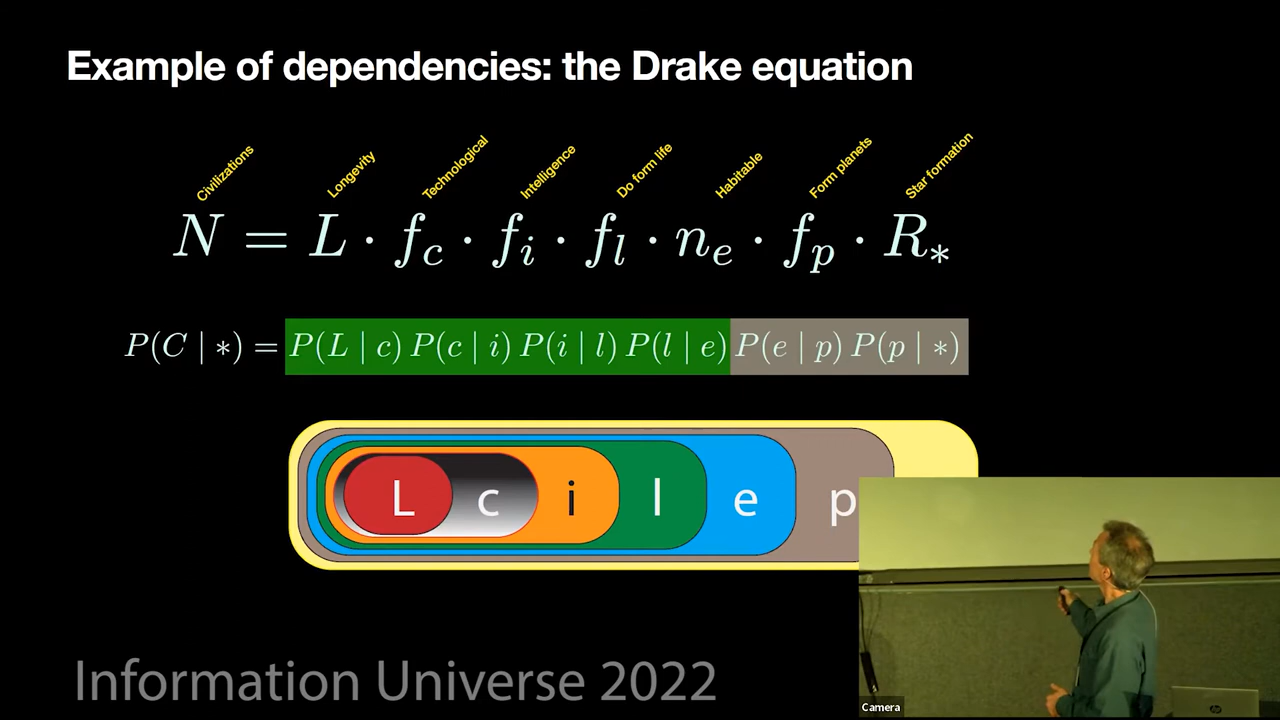 Example of dependencies: the Drake equation
Civilizations Longevity Technological Intelligence Do form life Habitable Form planets Star formation
N = L · f_c · f_i · f_l · n_e · f_p · R_*
P(C | *) = P(L | c) P(c | i) P(i | l) P(l | e) P(e | p) P(p | *)
L c i l e p
Information Universe 2022
Camera